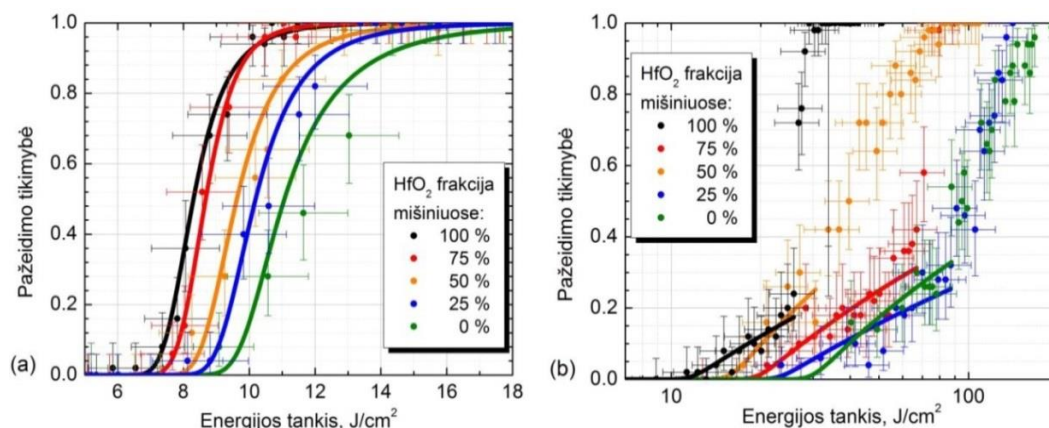 Pažeidimo tikimybė
1.0
0.8
0.6
0.4
0.2
0.0
(a)
HfO₂ frakcija
mišiniuose:
100 %
75 %
50 %
25 %
0 %
6 8 10 12 14 16 18
Energijos tankis, J/cm²
Pažeidimo tikimybė
1.0
0.8
0.6
0.4
0.2
0.0
(b)
HfO₂ frakcija
mišiniuose:
100 %
75 %
50 %
25 %
0 %
10 100
Energijos tankis, J/cm²